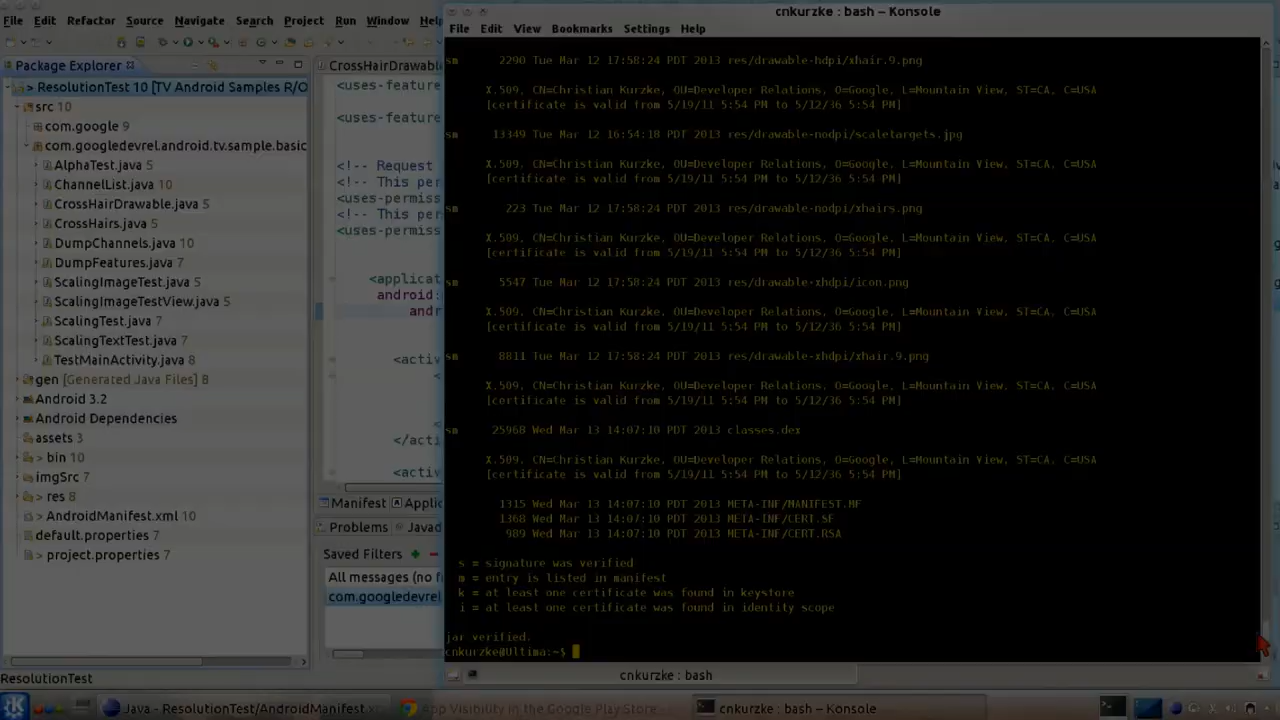 cnkurzke : bash – Konsole
File Edit Refactor Source Navigate Search Project Run Window Help
File Edit View Bookmarks Settings Help
Package Explorer
> ResolutionTest 10 [TV Android Samples R/O
src 10
com.google 9
com.googledevrel.android.tv.sample.basic
AlphaTest.java 5
ChannelList.java 10
CrossHairDrawable.java 5
CrossHairs.java 5
DumpChannels.java 10
DumpFeatures.java 7
ScalingImageTest.java 5
ScalingImageTestView.java 5
ScalingTest.java 7
ScalingTextTest.java 7
TestMainActivity.java 8
gen [Generated Java Files] 8
Android 3.2
Android Dependencies
assets 3
> bin 10
imgSrc 7
> res 8
> AndroidManifest.xml 10
default.properties 7
> project.properties 7
ResolutionTest
CrossHairDrawabl
<uses-feature
<uses-feature
<!-- Request
<!-- This per
<uses-permiss
<!-- This per
<uses-permiss
<applicat
android:
andr
<activ
<
</acti
<activ
Manifest Applic
Problems Javad
Saved Filters
All messages (no f
com.googledevrel
sm 2290 Tue Mar 12 17:58:24 PDT 2013 res/drawable-hdpi/xhair.9.png
X.509, CN=Christian Kurzke, OU=Developer Relations, O=Google, L=Mountain View, ST=CA, C=USA
[certificate is valid from 5/19/11 5:54 PM to 5/12/36 5:54 PM]
sm 13349 Tue Mar 12 16:54:18 PDT 2013 res/drawable-nodpi/scaletargets.jpg
X.509, CN=Christian Kurzke, OU=Developer Relations, O=Google, L=Mountain View, ST=CA, C=USA
[certificate is valid from 5/19/11 5:54 PM to 5/12/36 5:54 PM]
sm 223 Tue Mar 12 17:58:24 PDT 2013 res/drawable-nodpi/xhairs.png
X.509, CN=Christian Kurzke, OU=Developer Relations, O=Google, L=Mountain View, ST=CA, C=USA
[certificate is valid from 5/19/11 5:54 PM to 5/12/36 5:54 PM]
sm 5547 Tue Mar 12 17:58:24 PDT 2013 res/drawable-xhdpi/icon.png
X.509, CN=Christian Kurzke, OU=Developer Relations, O=Google, L=Mountain View, ST=CA, C=USA
[certificate is valid from 5/19/11 5:54 PM to 5/12/36 5:54 PM]
sm 8811 Tue Mar 12 17:58:24 PDT 2013 res/drawable-xhdpi/xhair.9.png
X.509, CN=Christian Kurzke, OU=Developer Relations, O=Google, L=Mountain View, ST=CA, C=USA
[certificate is valid from 5/19/11 5:54 PM to 5/12/36 5:54 PM]
sm 25968 Wed Mar 13 14:07:10 PDT 2013 classes.dex
X.509, CN=Christian Kurzke, OU=Developer Relations, O=Google, L=Mountain View, ST=CA, C=USA
[certificate is valid from 5/19/11 5:54 PM to 5/12/36 5:54 PM]
1315 Wed Mar 13 14:07:10 PDT 2013 META-INF/MANIFEST.MF
1368 Wed Mar 13 14:07:10 PDT 2013 META-INF/CERT.SF
989 Wed Mar 13 14:07:10 PDT 2013 META-INF/CERT.RSA
s = signature was verified
m = entry is listed in manifest
k = at least one certificate was found in keystore
i = at least one certificate was found in identity scope
jar verified.
cnkurzke@Ultima:~$
cnkurzke : bash
Java - ResolutionTest/AndroidManifest.x
App Visibility in the Google Play Store
cnkurzke : bash – Konsole